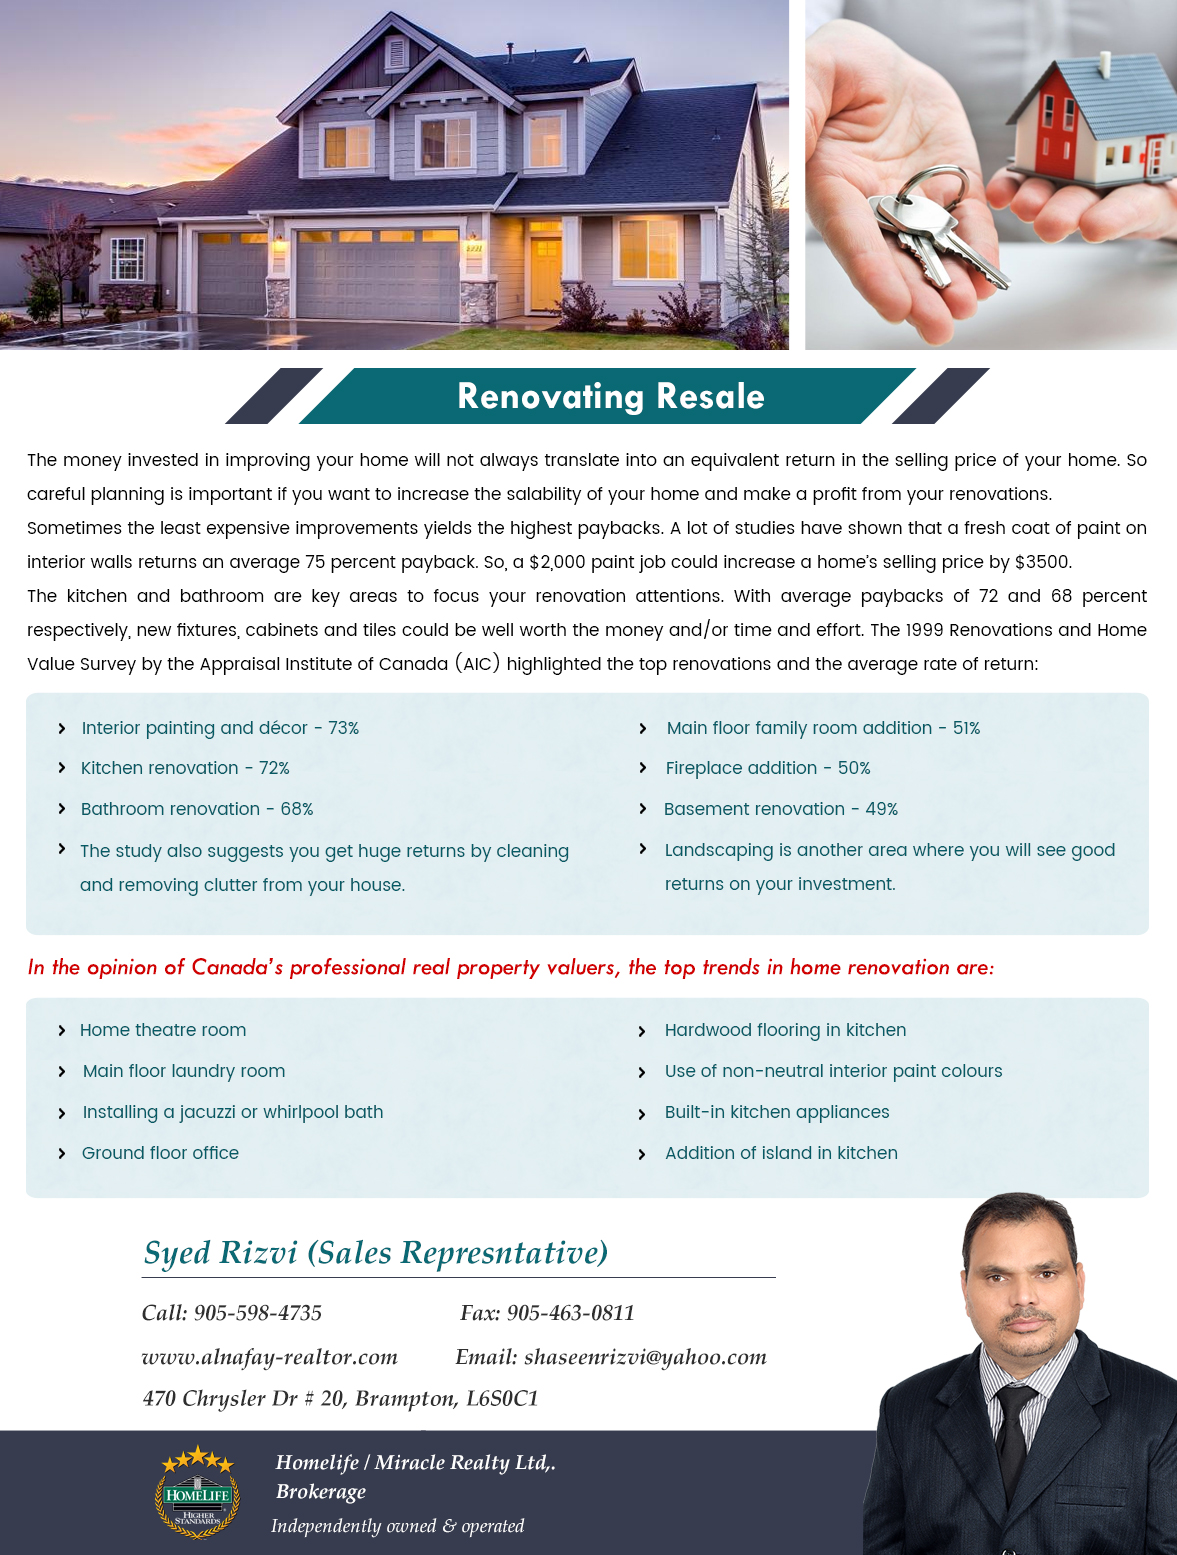 Renovating Resale
The money invested in improving your home will not always translate into an equivalent return in the selling price of your home. So
careful planning is important if you want to increase the salability of your home and make a profit from your renovations.
Sometimes the least expensive improvements yields the highest paybacks. A lot of studies have shown that a fresh coat of paint on
interior walls returns an average 75 percent payback. So, a $2,000 paint job could increase a home's selling price by $3500.
The kitchen and bathroom are key areas to focus your renovation attentions. With average paybacks of 72 and 68 percent
respectively, new fixtures, cabinets and tiles could be well worth the money and/or time and effort. The 1999 Renovations and Home
Value Survey by the Appraisal Institute of Canada (AIC) highlighted the top renovations and the average rate of return:
Interior painting and décor - 73%
Kitchen renovation - 72%
Bathroom renovation - 68%
The study also suggests you get huge returns by cleaning
and removing clutter from your house.
Main floor family room addition - 51%
Fireplace addition - 50%
Basement renovation - 49%
Landscaping is another area where you will see good
returns on your investment.
In the opinion of Canada's professional real property valuers, the top trends in home renovation are:
Home theatre room
Main floor laundry room
Installing a jacuzzi or whirlpool bath
Ground floor office
Hardwood flooring in kitchen
Use of non-neutral interior paint colours
Built-in kitchen appliances
Addition of island in kitchen
Syed Rizvi (Sales Represntative)
Call: 905-598-4735
Fax: 905-463-0811
www.alnafay-realtor.com
Email: shaseenrizvi@yahoo.com
470 Chrysler Dr # 20, Brampton, L6S0C1
HOMELIFE
HIGHER
STANDARDS
Homelife / Miracle Realty Ltd,.
Brokerage
Independently owned & operated